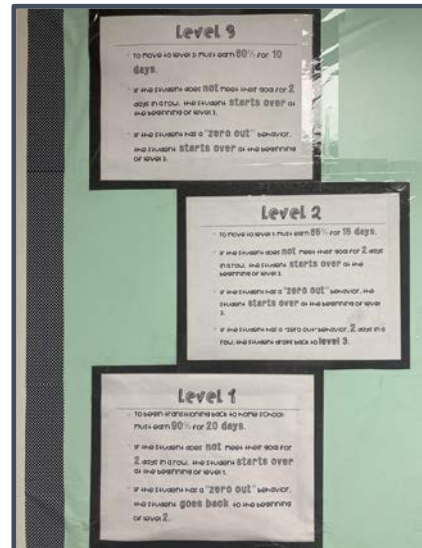 Level 3
To move to level 2 must earn 80% for 10
days.
If the student does not meet their goal for 2
days in a row, the student starts over at
the beginning of level 3.
If the student has a "zero out" behavior,
the student starts over at the beginning
of level 3.
Level 2
To move to level 1 must earn 85% for 15 days.
If the student does not meet their goal for 2 days
in a row, the student starts over at the
beginning of level 2.
If the student has a "zero out" behavior, the
student starts over at the beginning of level
2.
If the student has a "zero out" behavior, 2 days in a
row, the student drops back to level 3.
Level 1
To begin transitioning back to home school
must earn 90% for 20 days.
If the student does not meet their goal for
2 days in a row, the student starts over
at the beginning of level 1.
If the student has a "zero out" behavior,
the student goes back to the beginning
of level 2.